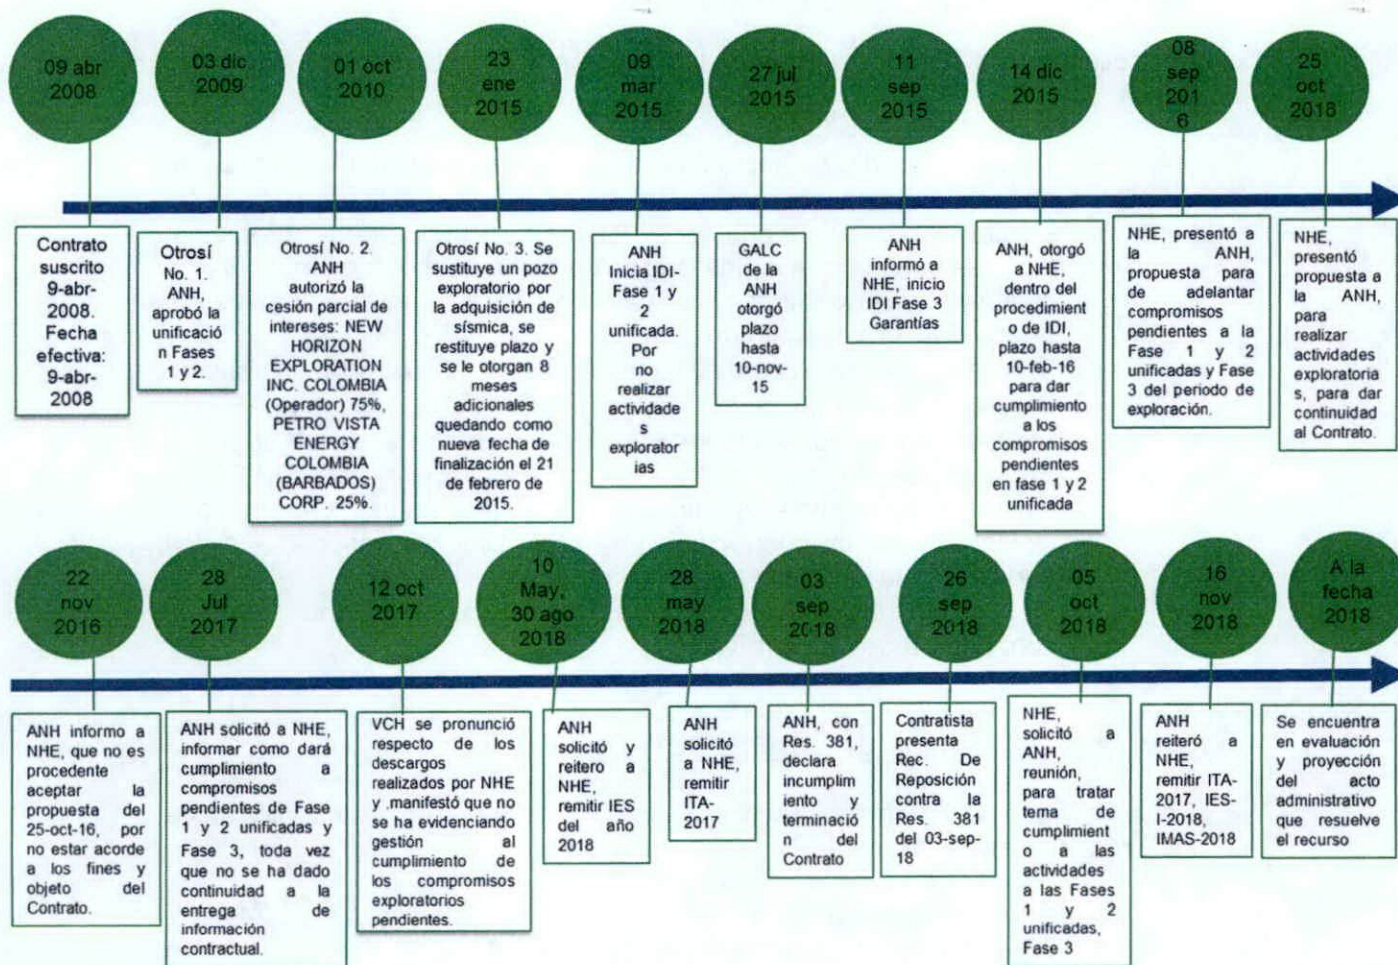 09 abr
2008
03 dic
2009
01 oct
2010
23
ene
2015
09
mar
2015
27 jul
2015
11
sep
2015
14 dic
2015
08
sep
201
6
25
oct
2018
Contrato
suscrito
9-abr-
2008.
Fecha
efectiva:
9-abr-
2008
Otrosí
No. 1.
ANH,
aprobó la
unificació
n Fases
1 y 2.
Otrosí No. 2.
ANH
autorizó la
cesión parcial de
intereses: NEW
HORIZON
EXPLORATION
INC. COLOMBIA
(Operador) 75%,
PETRO VISTA
ENERGY
COLOMBIA
(BARBADOS)
CORP. 25%.
Otrosí No. 3. Se
sustituye un pozo
exploratorio por
la adquisición de
sísmica, se
restituye plazo y
se le otorgan 8
meses
adicionales
quedando como
nueva fecha de
finalización el 21
de febrero de
2015.
ANH
Inicia IDI-
Fase 1 y
2
unificada.
Por
no
realizar
actividade
s
explorator
ias
GALC
de la
ANH
otorgó
plazo
hasta
10-nov-
15
ANH
informó a
NHE, inicio
IDI Fase 3
Garantías
ANH, otorgó
a NHE,
dentro del
procedimient
o de IDI,
plazo hasta
10-feb-16
para dar
cumplimiento
a los
compromisos
pendientes
en fase 1 y 2
unificada
NHE, presentó a
la ANH,
propuesta para
de adelantar
compromisos
pendientes a la
Fase 1 y 2
unificadas y Fase
3 del periodo de
exploración.
NHE,
presentó
propuesta a
la ANH,
para
realizar
actividades
exploratoria
s, para dar
continuidad
al Contrato.
22
nov
2016
28
Jul
2017
12 oct
2017
10
May,
30 ago
2018
28
may
2018
03
sep
2018
26
sep
2018
05
oct
2018
16
nov
2018
A la
fecha
2018
ANH informo a
NHE, que no es
procedente
aceptar la
propuesta del
25-oct-16, por
no estar acorde
a los fines y
objeto del
Contrato.
ANH solicitó a NHE,
informar como dará
cumplimiento a
compromisos
pendientes de Fase
1 y 2 unificadas y
Fase 3, toda vez
que no se ha dado
continuidad a la
entrega de
información
contractual.
VCH se pronunció
respecto de los
descargos
realizados por NHE
y .manifestó que no
se ha evidenciando
gestión al
cumplimiento de
los compromisos
exploratorios
pendientes.
ANH
solicitó y
reitero a
NHE,
remitir IES
del año
2018
ANH
solicitó
a NHE,
remitir
ITA-
2017
ANH, con
Res. 381,
declara
incumplim
iento y
terminació
n del
Contrato
Contratista
presenta
Rec. De
Reposición
contra la
Res. 381
del 03-sep-
18
NHE,
solicitó a
ANH,
reunión,
para tratar
tema de
cumplimient
o a las
actividades
a las Fases
1 y 2
unificadas,
Fase 3
ANH
reiteró a
NHE,
remitir ITA-
2017, IES-
I-2018,
IMAS-2018
Se encuentra
en evaluación
y proyección
del acto
administrativo
que resuelve
el recurso